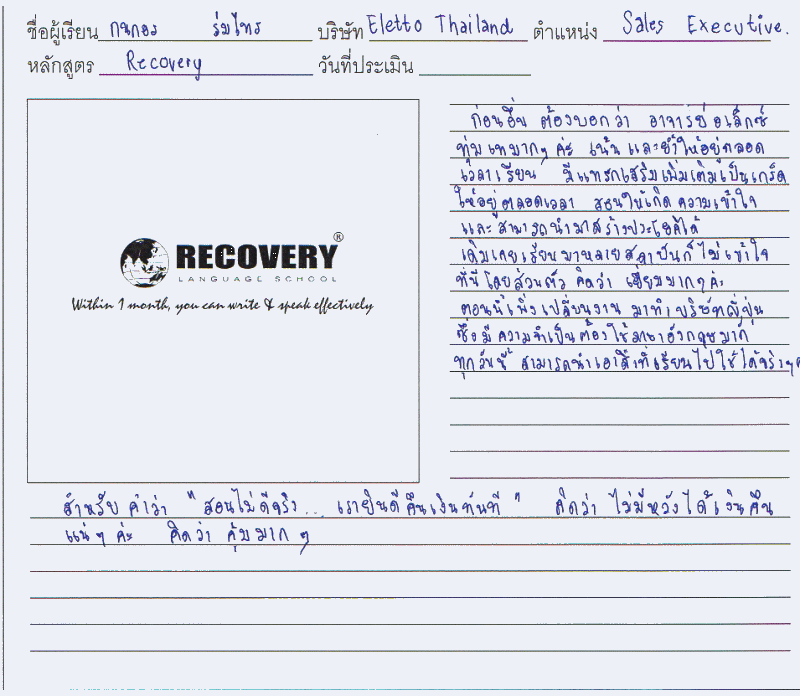 ชื่อผู้เรียน กนกอร ร่มไทร บริษัท Eletto Thailand ตำแหน่ง Sales Executive.
หลักสูตร Recovery วันที่ประเมิน
ก่อนอื่น ต้องบอกว่า อาจารย์อเล็กซ์
ทุ่มเทมากๆ ค่ะ เน้นและย้ำให้อยู่ตลอด
เวลาเรียน มีแทรกเสริมเพิ่มเติมเป็นเกร็ด
ให้อยู่ตลอดเวลา สอนให้เกิดความเข้าใจ
และสามารถนำมาสร้างประโยคได้
เดิมเคยเรียนมาหลายสถาบันก็ไม่เข้าใจ
ที่นี่โดยส่วนตัว คิดว่า เยี่ยมมากๆค่ะ
ตอนนี้เพิ่งเปลี่ยนงาน มาทำบริษัทญี่ปุ่น
ซึ่งมีความจำเป็นต้องใช้ภาษาอังกฤษมาก
ทุกวันนี้ สามารถนำเอาสิ่งที่เรียนไปใช้ได้จริงๆ
RECOVERY®
LANGUAGE SCHOOL
Within 1 month, you can write & speak effectively
สำหรับ คำว่า "สอนไม่ดีจริง... เรายินดีคืนเงินทันที" คิดว่า ไม่มีหวังได้เงินคืน
แน่ๆ ค่ะ คิดว่า คุ้มมาก ๆ